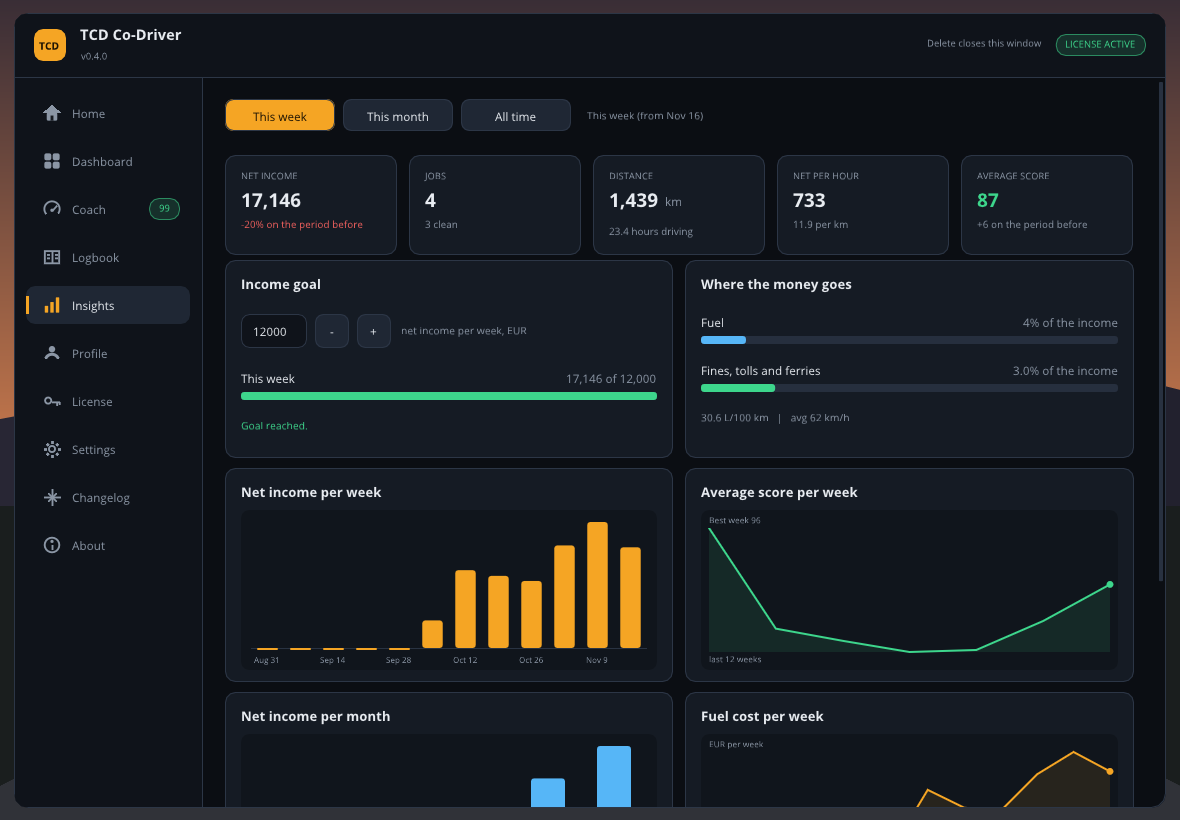 TCD
TCD Co-Driver
v0.4.0
Delete closes this window
LICENSE ACTIVE
Home
Dashboard
Coach
99
Logbook
Insights
Profile
License
Settings
Changelog
About
This week
This month
All time
This week (from Nov 16)
NET INCOME
17,146
-20% on the period before
JOBS
4
3 clean
DISTANCE
1,439 km
23.4 hours driving
NET PER HOUR
733
11.9 per km
AVERAGE SCORE
87
+6 on the period before
Income goal
12000
-
+
net income per week, EUR
This week
17,146 of 12,000
Goal reached.
Where the money goes
Fuel
4% of the income
Fines, tolls and ferries
3.0% of the income
30.6 L/100 km | avg 62 km/h
Net income per week
Aug 31
Sep 14
Sep 28
Oct 12
Oct 26
Nov 9
Average score per week
Best week 96
last 12 weeks
Net income per month
Fuel cost per week
EUR per week